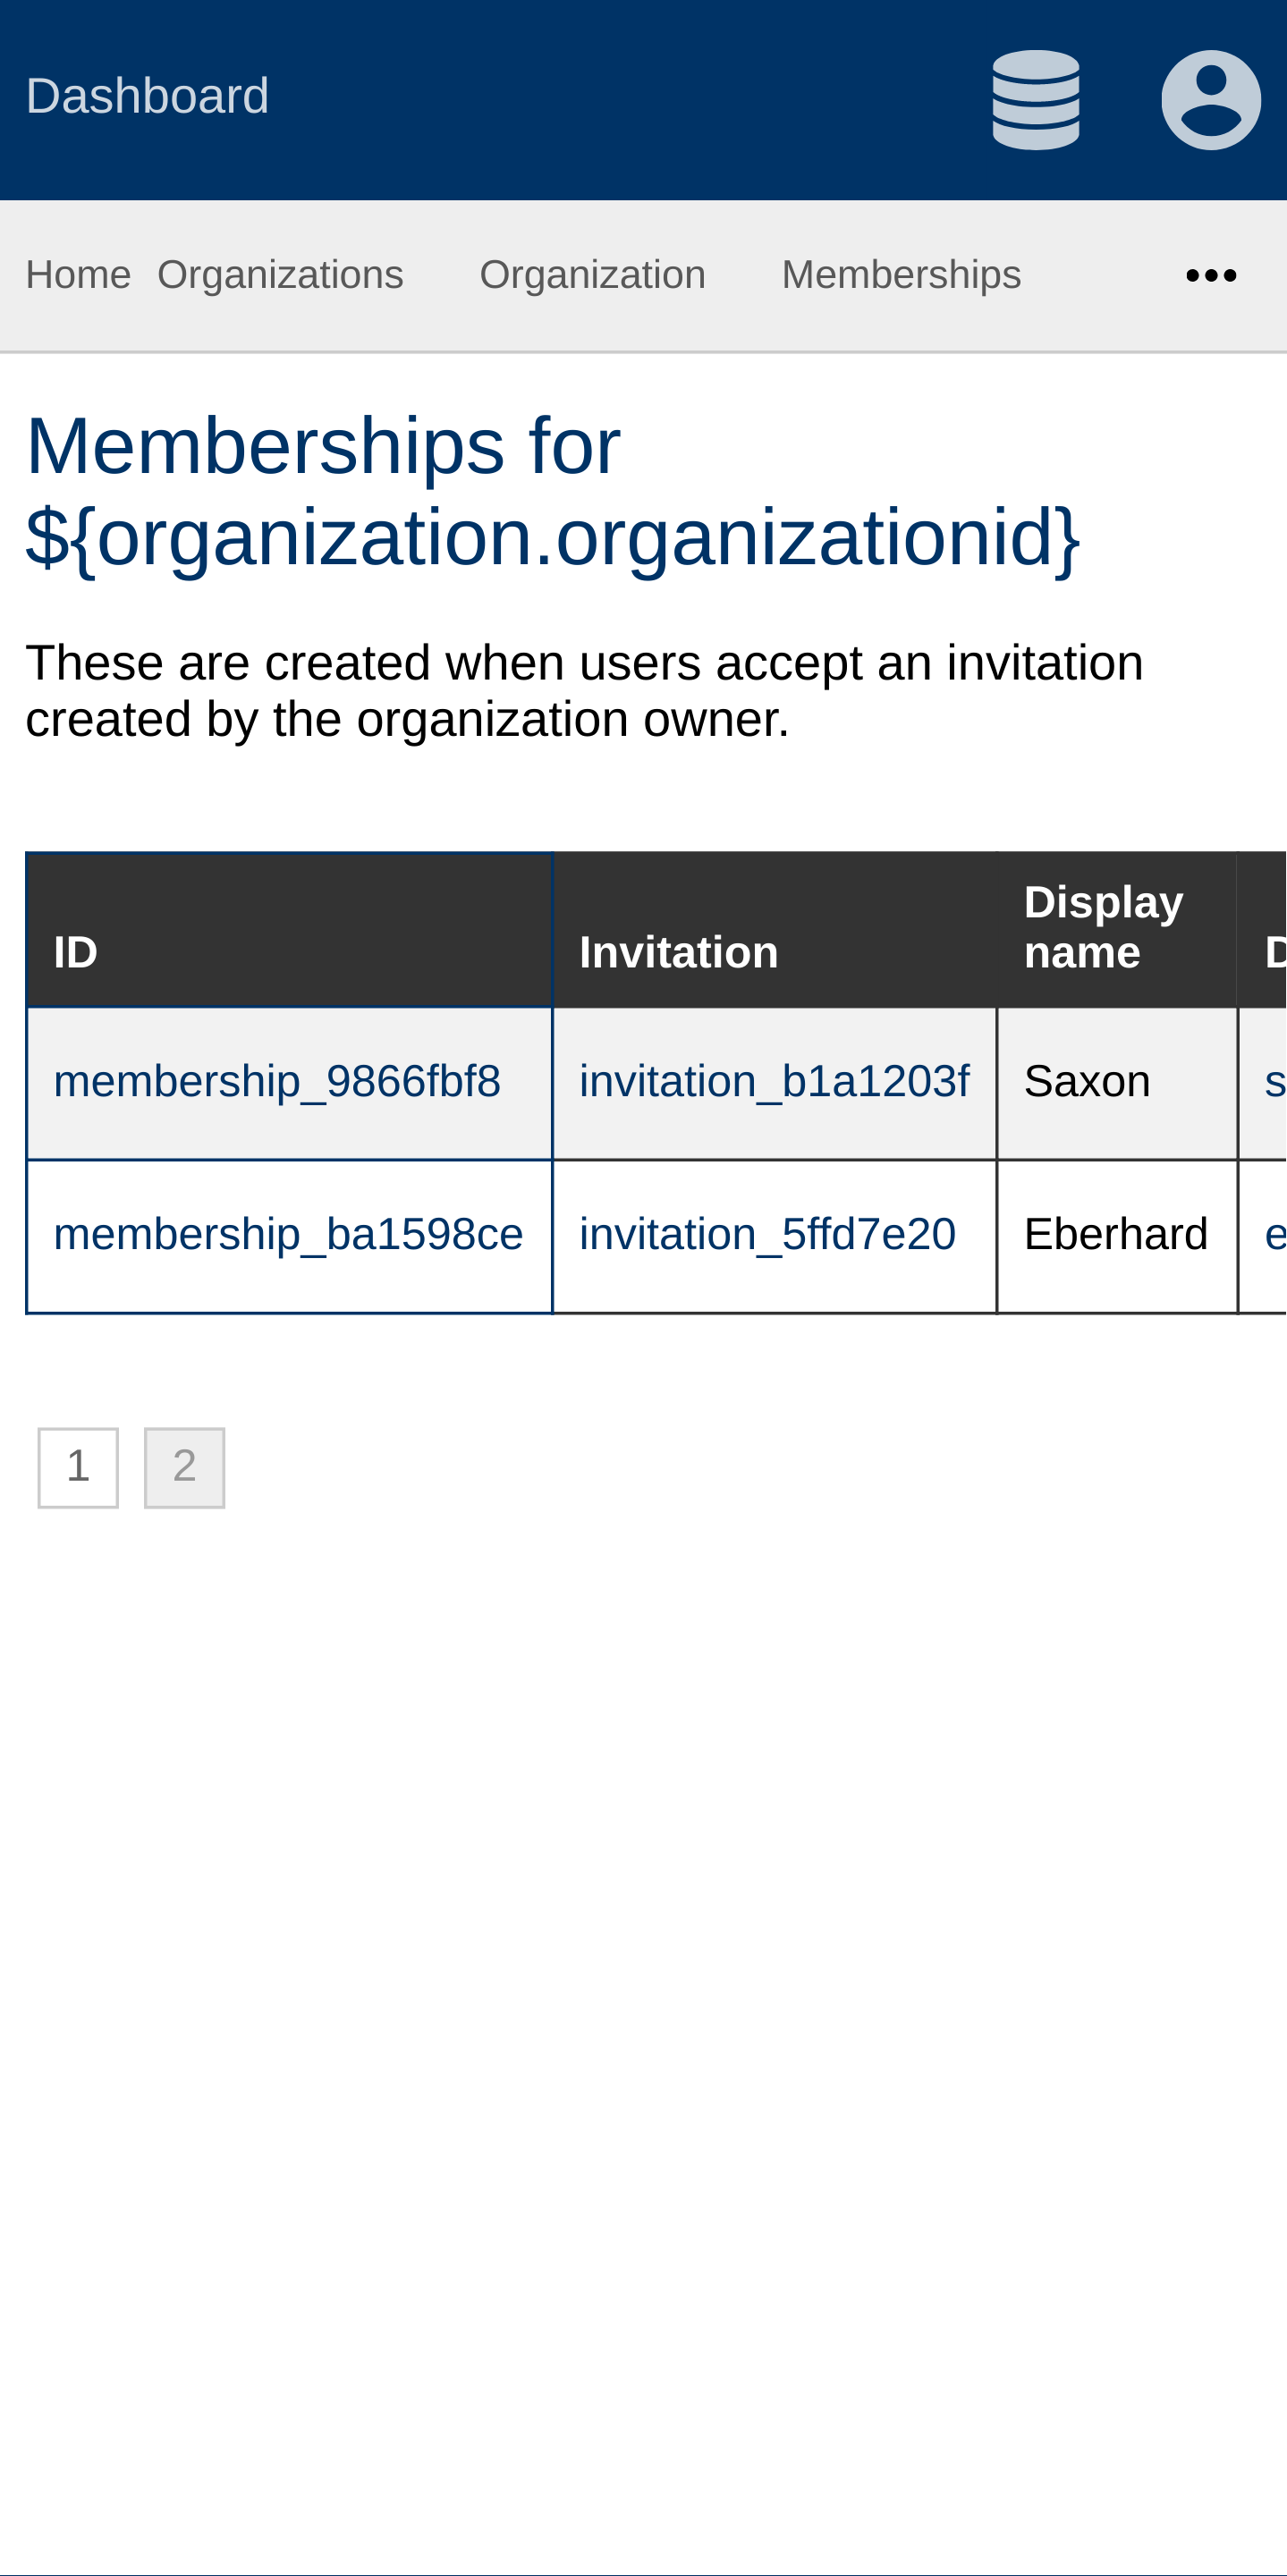 Dashboard
Home Organizations Organization Memberships
Memberships for
${organization.organizationid}
These are created when users accept an invitation
created by the organization owner.
ID Invitation Display name D
membership_9866fbf8 invitation_b1a1203f Saxon s
membership_ba1598ce invitation_5ffd7e20 Eberhard e
1 2